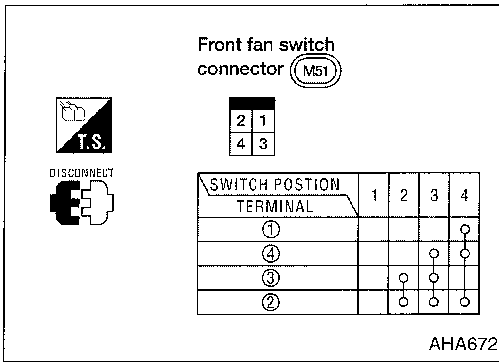 Front fan switch
connector M51
T.S.
DISCONNECT
2 1
4 3
SWITCH POSTION 1 2 3 4
TERMINAL
①
④
③
②
AHA672